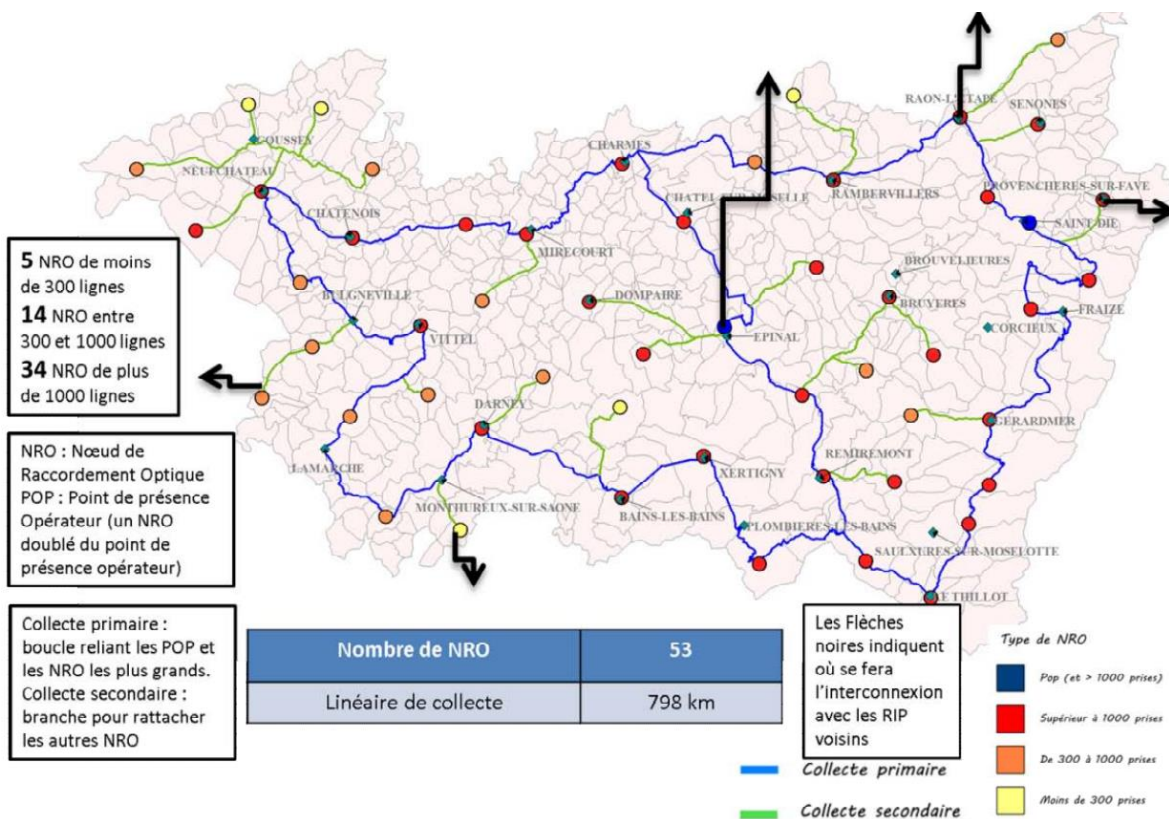 RAON-L'ETAPE
SENONES
COUSSEY
CHARMES
NEUFCHATEAU
CHATEL-SUR-MOSELLE
RAMBERVILLERS
PROVENCHERES-SUR-FAVE
CHATENOIS
SAINT-DIE
MIRECOURT
BROUVELIEURES
5 NRO de moins
de 300 lignes
14 NRO entre
300 et 1000 lignes
34 NRO de plus
de 1000 lignes
BULGNEVILLE
DOMPAIRE
BRUYERES
FRAIZE
VITTEL
EPINAL
CORCIEUX
DARNEY
GERARDMER
NRO : Nœud de
Raccordement Optique
POP : Point de présence
Opérateur (un NRO
doublé du point de
présence opérateur)
LAMARCHE
XERTIGNY
REMIREMONT
MONTHUREUX-SUR-SAONE
BAINS-LES-BAINS
PLOMBIERES-LES-BAINS
SAULXURES-SUR-MOSELOTTE
LE THILLOT
Collecte primaire :
boucle reliant les POP et
les NRO les plus grands.
Collecte secondaire :
branche pour rattacher
les autres NRO
Nombre de NRO 53
Linéaire de collecte 798 km
Les Flèches
noires indiquent
où se fera
l'interconnexion
avec les RIP
voisins
Type de NRO
Pop (et > 1000 prises)
Supérieur à 1000 prises
De 300 à 1000 prises
Moins de 300 prises
Collecte primaire
Collecte secondaire